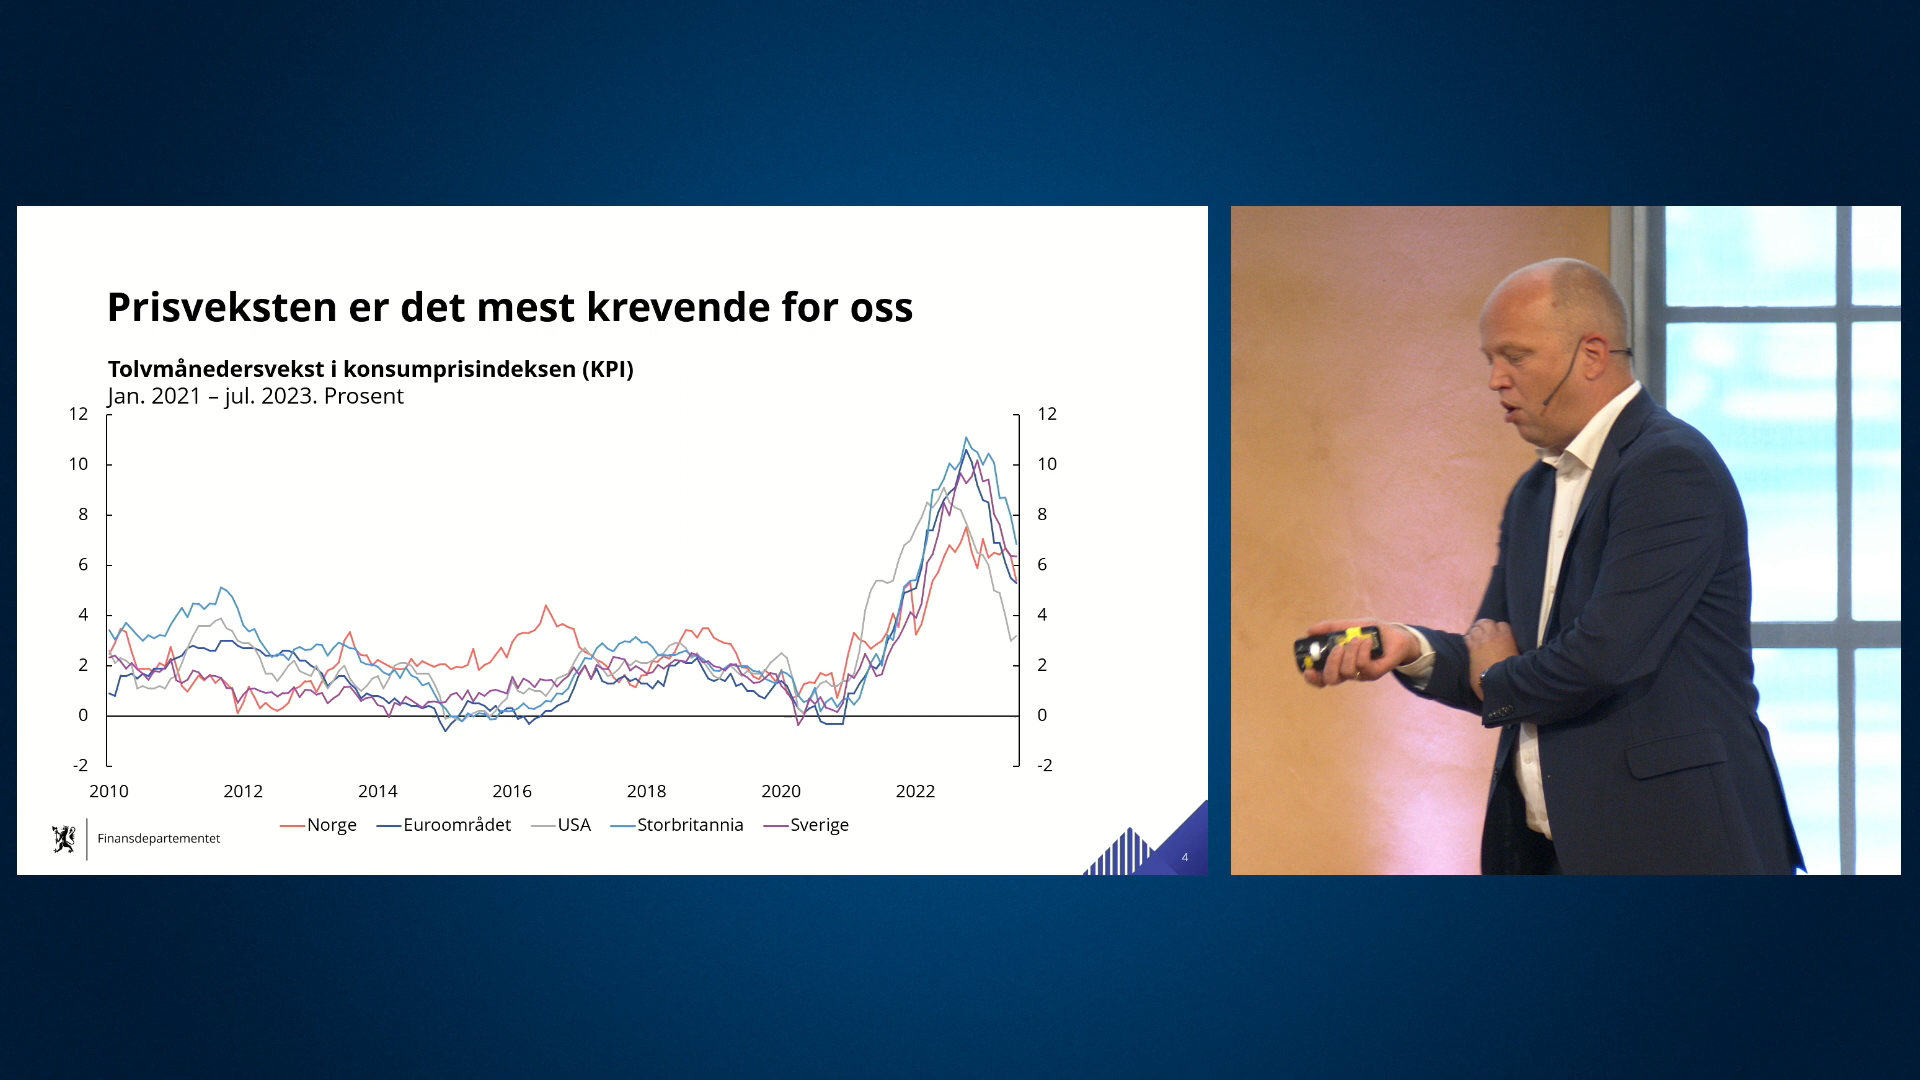 Prisveksten er det mest krevende for oss
Tolvmånedersvekst i konsumprisindeksen (KPI)
Jan. 2021 – jul. 2023. Prosent
12 12
10 10
8 8
6 6
4 4
2 2
0 0
-2 -2
2010 2012 2014 2016 2018 2020 2022
Norge Euroområdet USA Storbritannia Sverige
Finansdepartementet
4